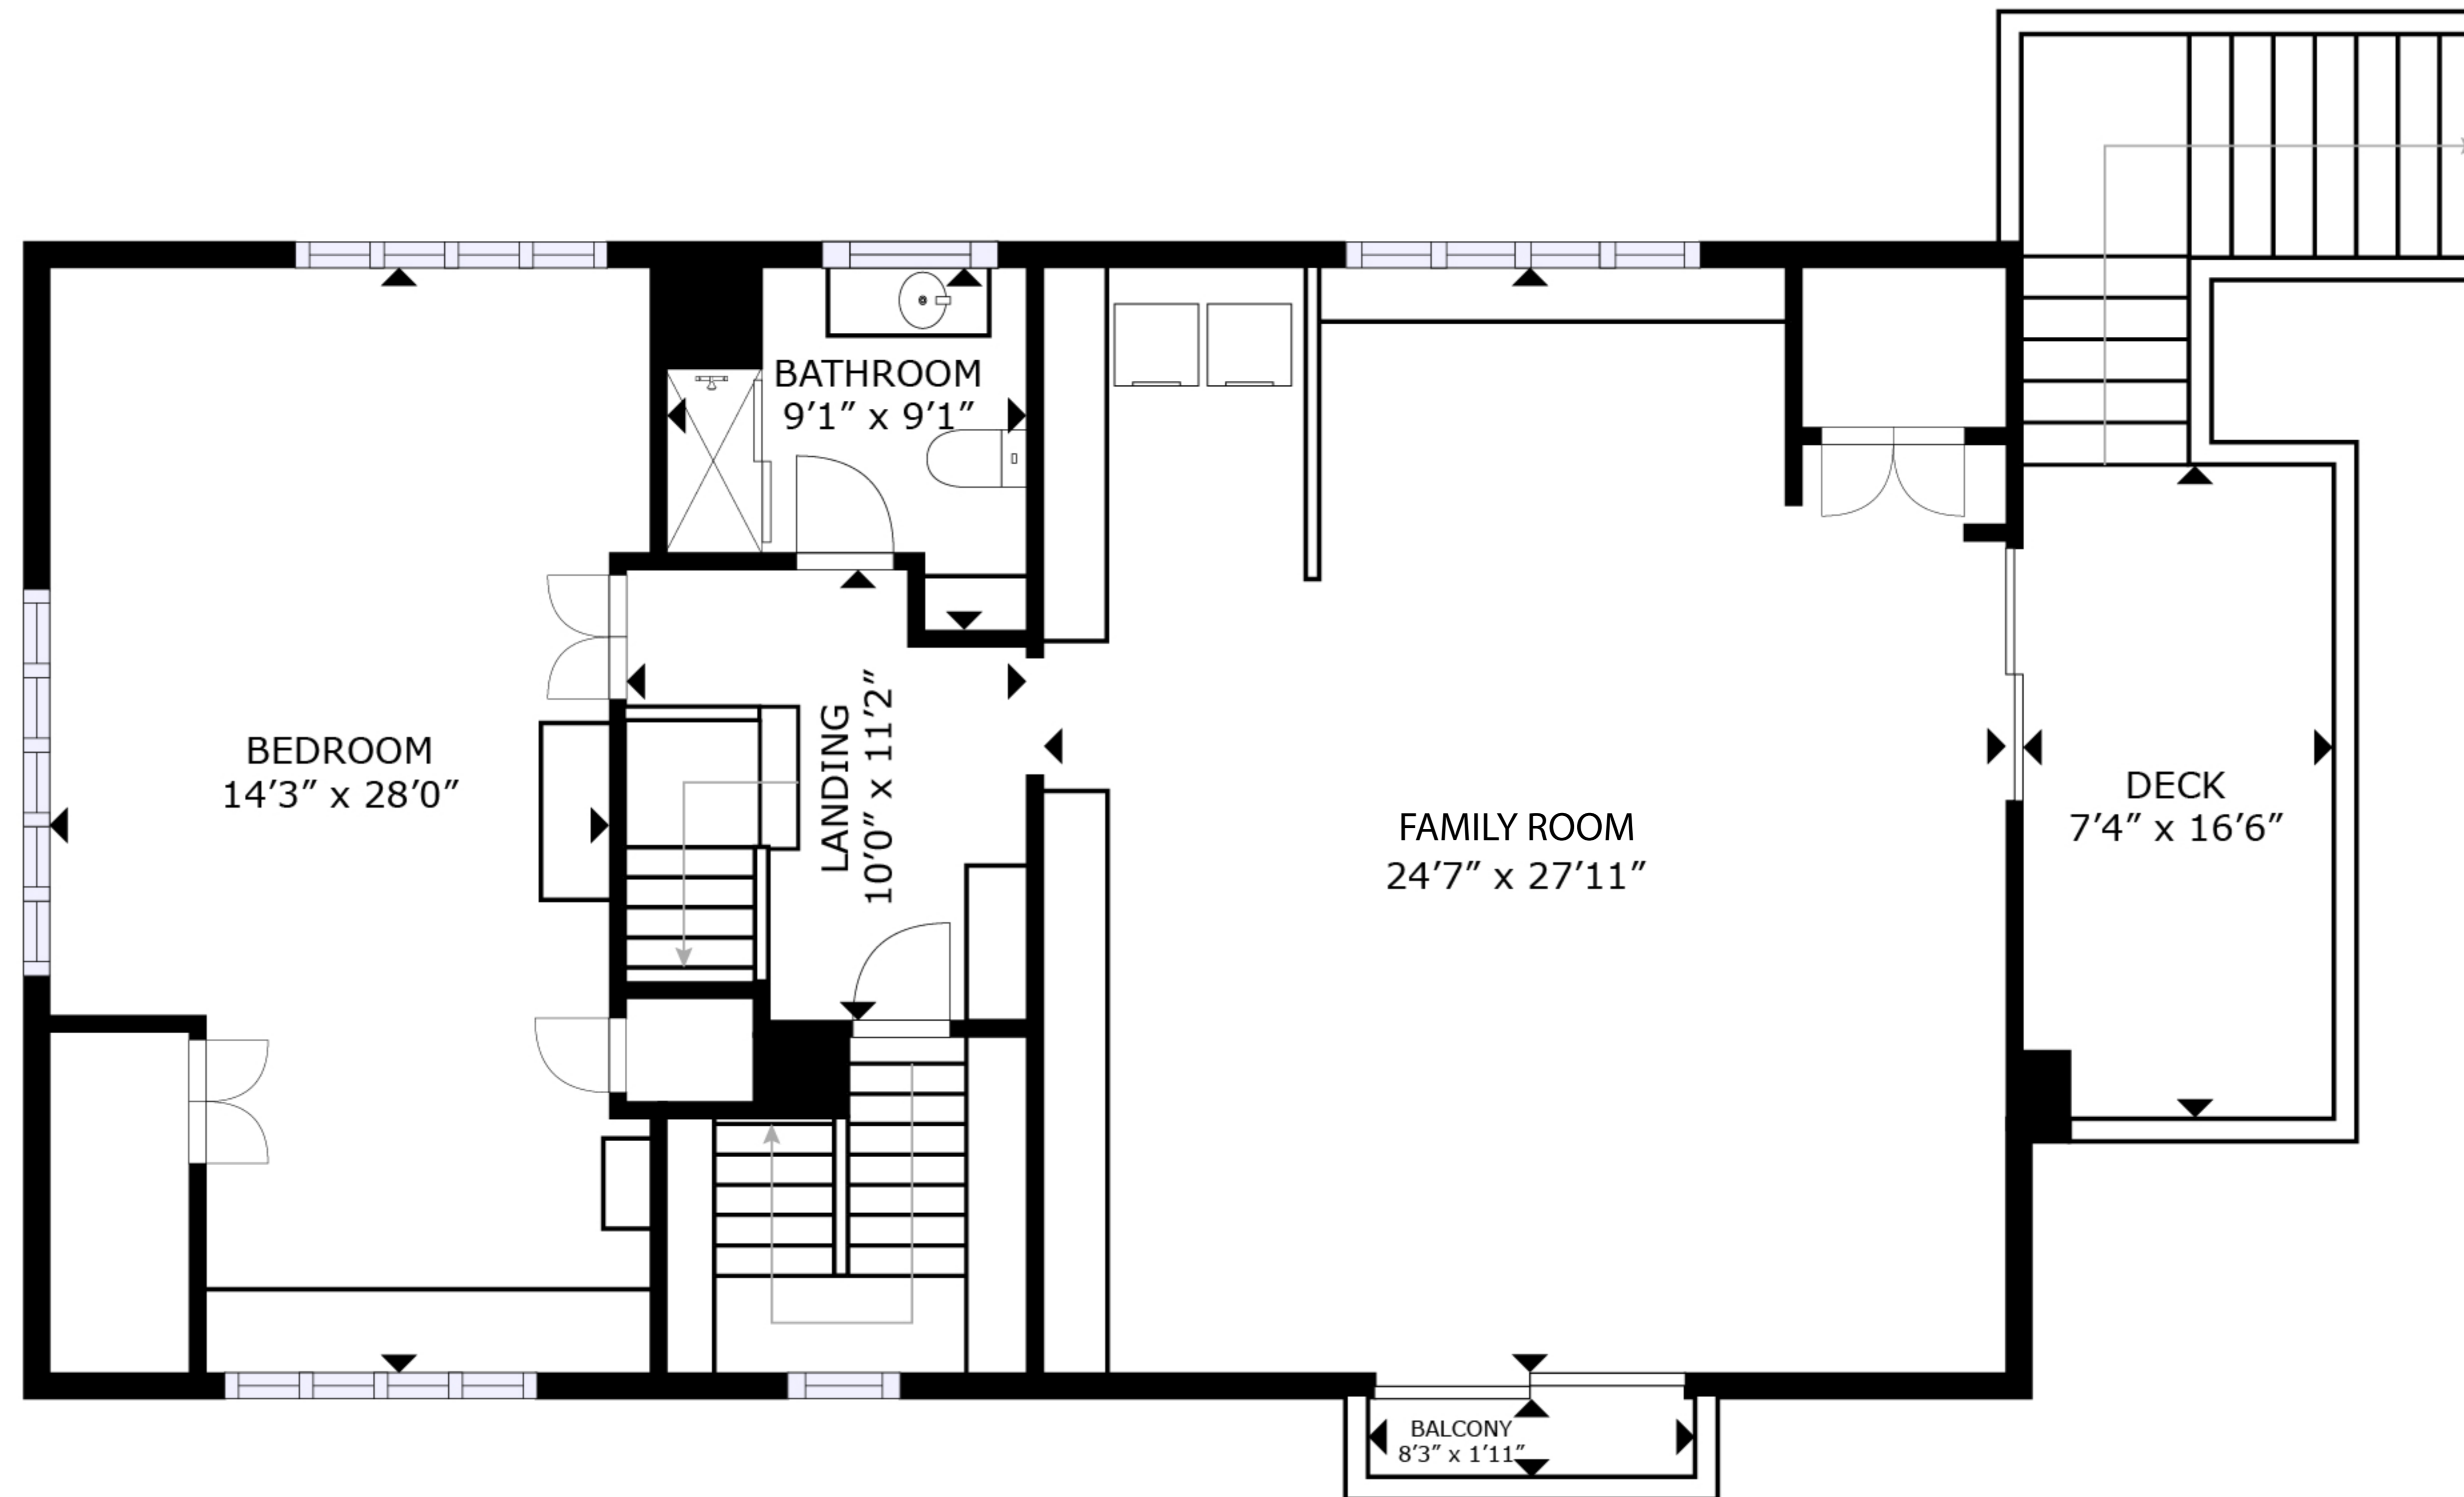 BATHROOM
9′1″ x 9′1″
BEDROOM
14′3″ x 28′0″
LANDING
10′0″ x 11′2″
FAMILY ROOM
24′7″ x 27′11″
DECK
7′4″ x 16′6″
BALCONY
8′3″ x 1′11″